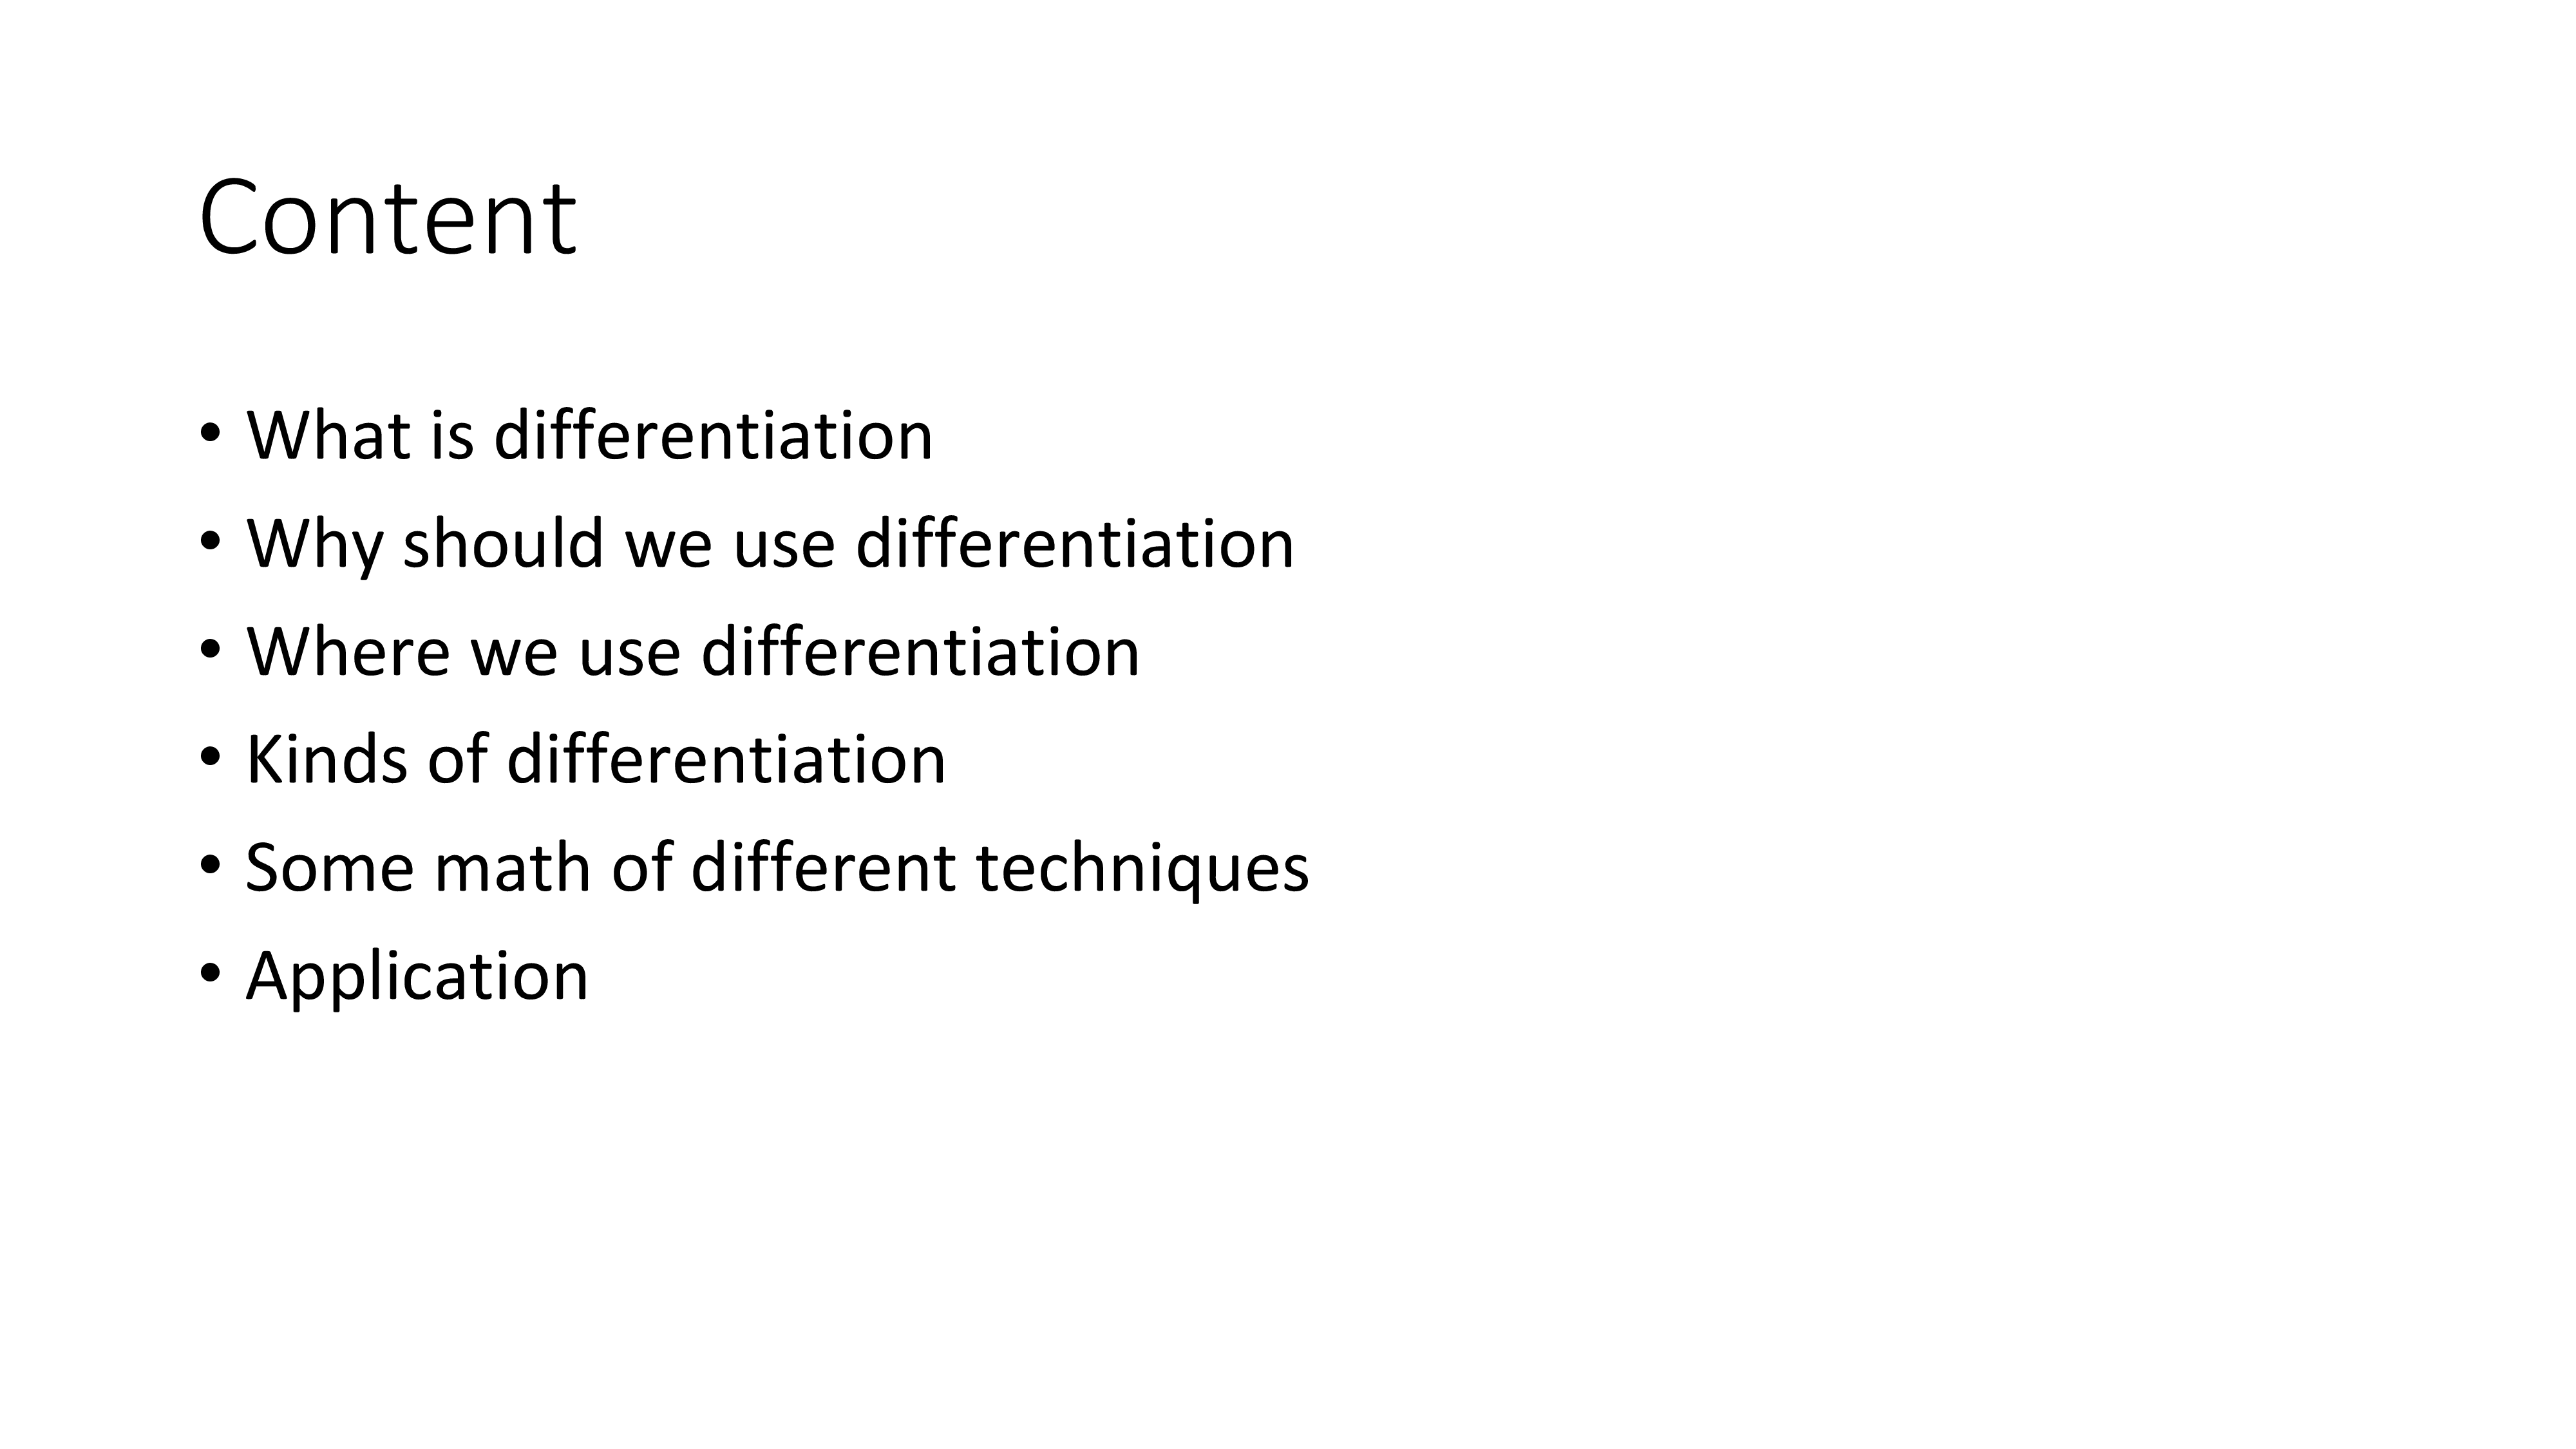 Content
• What is differentiation
• Why should we use differentiation
• Where we use differentiation
• Kinds of differentiation
• Some math of different techniques
• Application